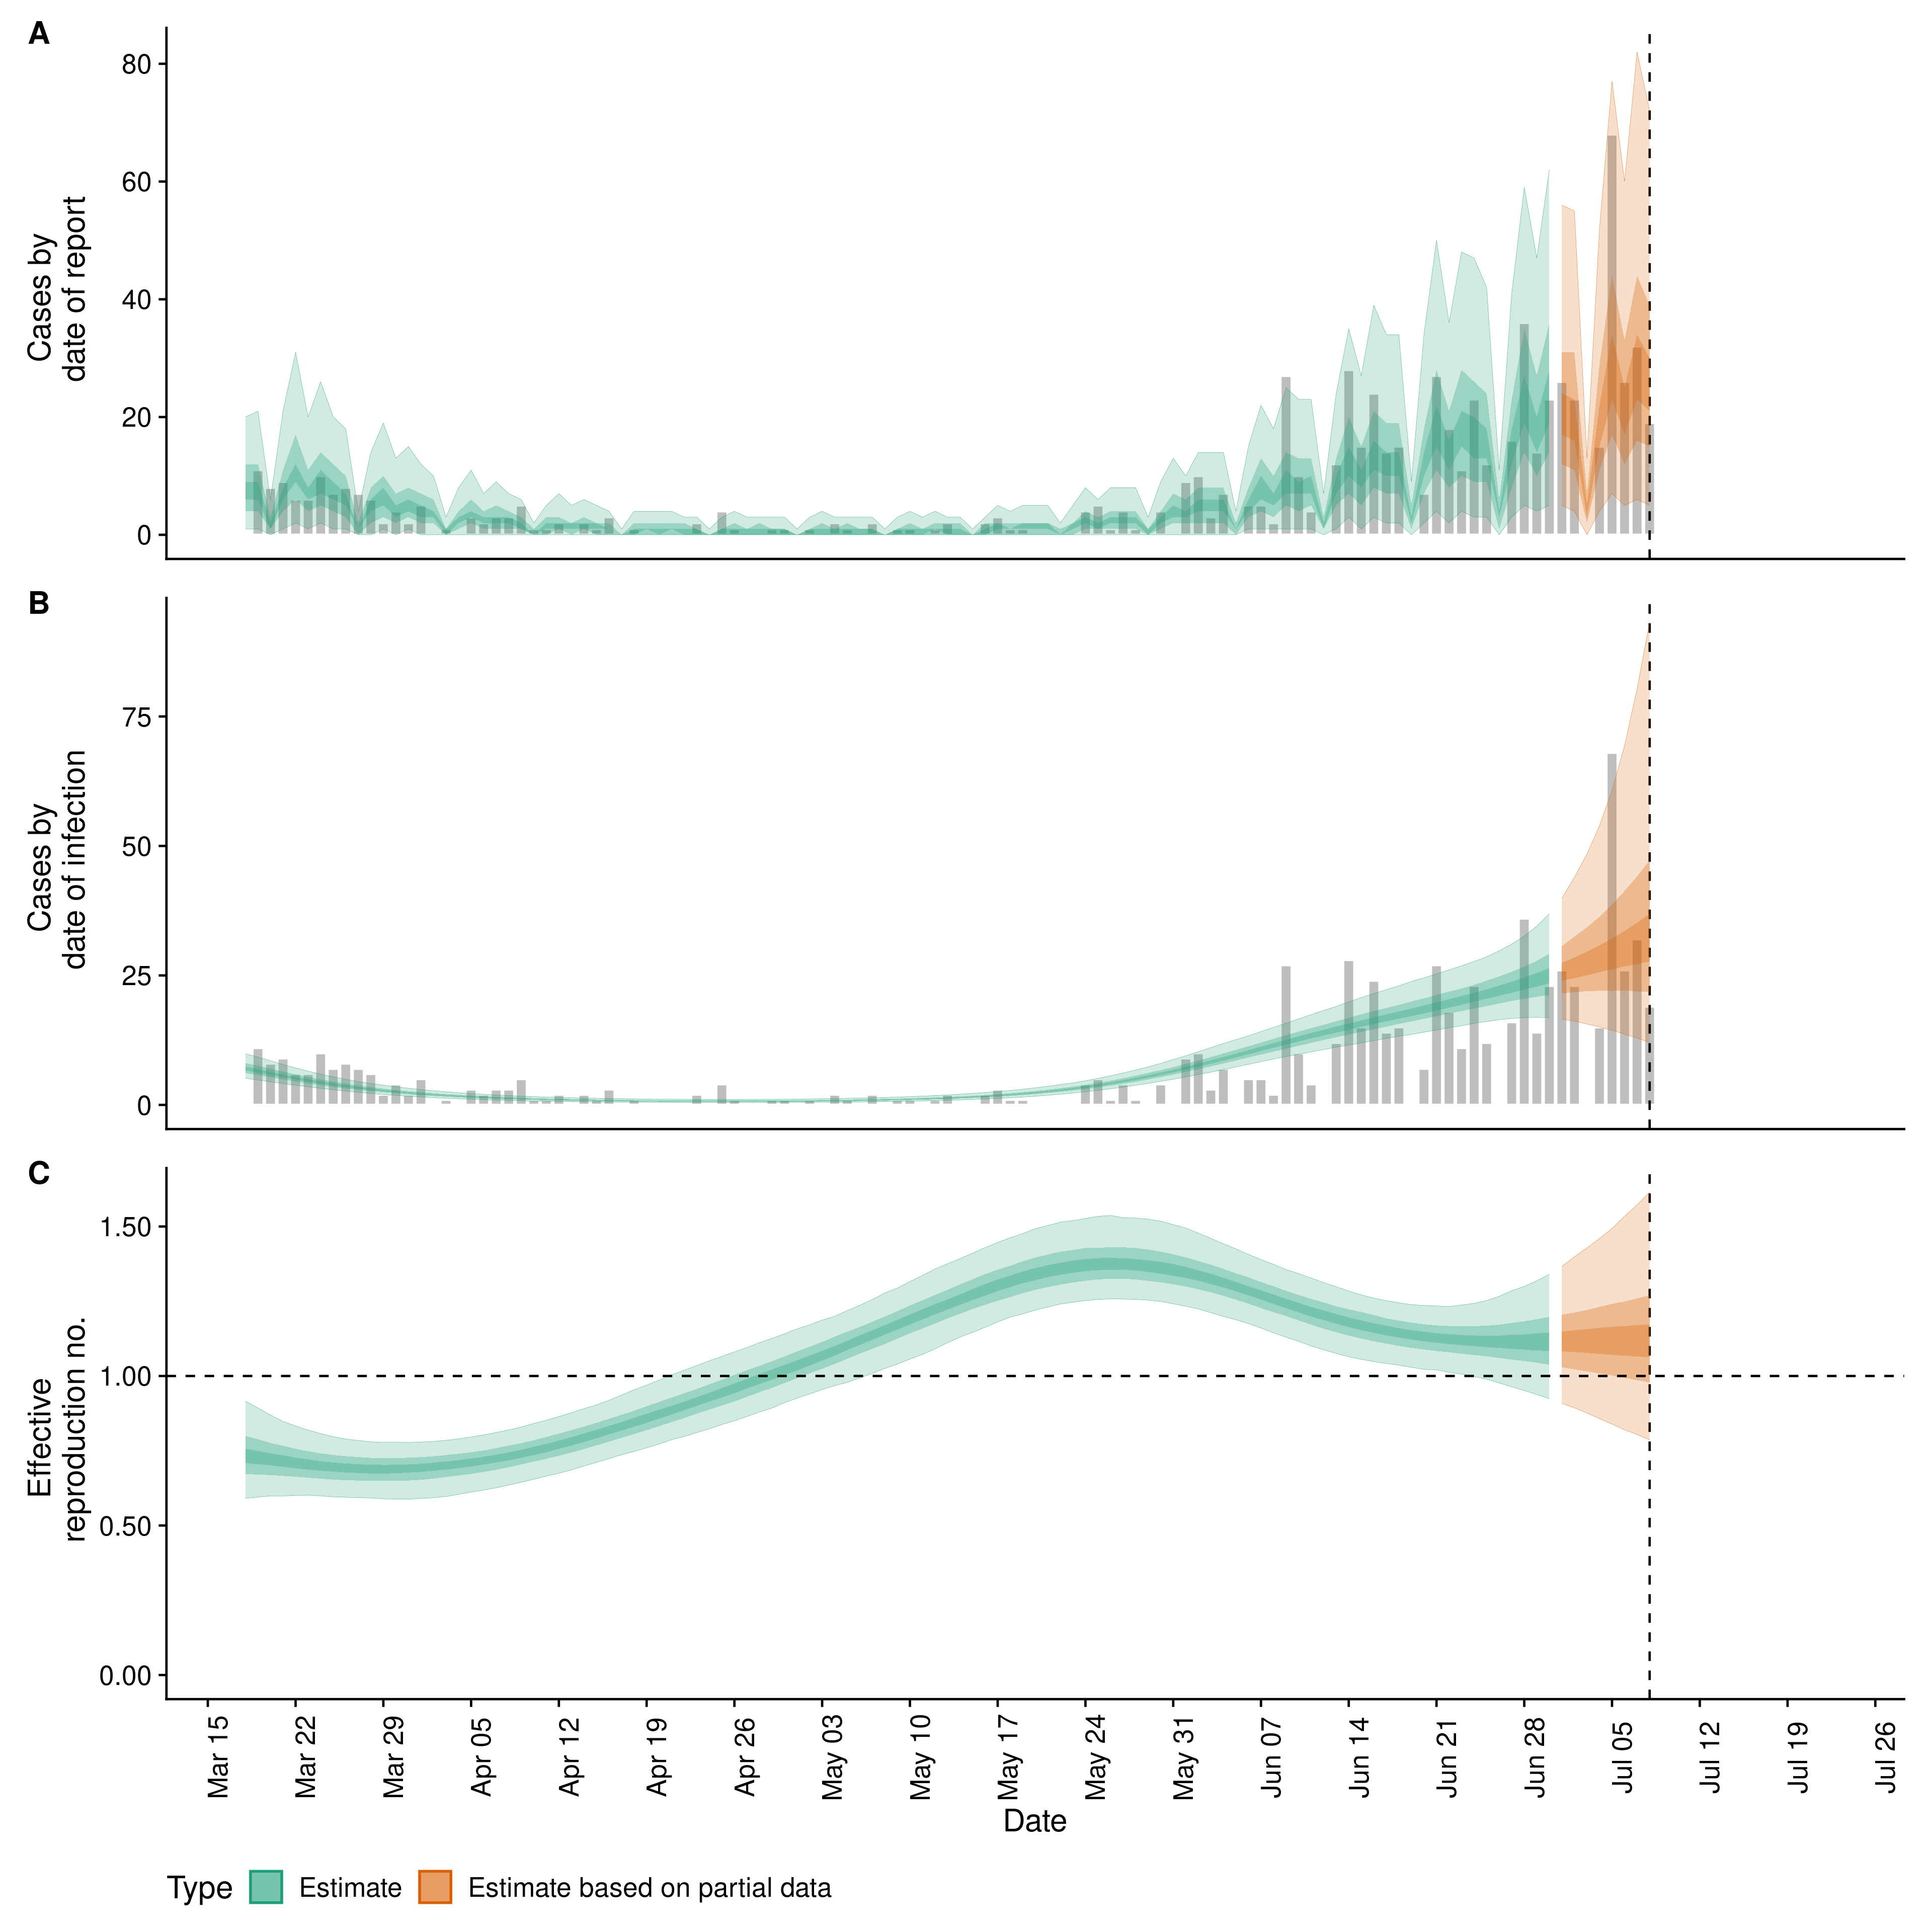 A
Cases by
date of report
80
60
40
20
0
B
Cases by
date of infection
75
50
25
0
C
Effective
reproduction no.
1.50
1.00
0.50
0.00
Mar 15
Mar 22
Mar 29
Apr 05
Apr 12
Apr 19
Apr 26
May 03
May 10
May 17
May 24
May 31
Jun 07
Jun 14
Jun 21
Jun 28
Jul 05
Jul 12
Jul 19
Jul 26
Date
Type Estimate Estimate based on partial data